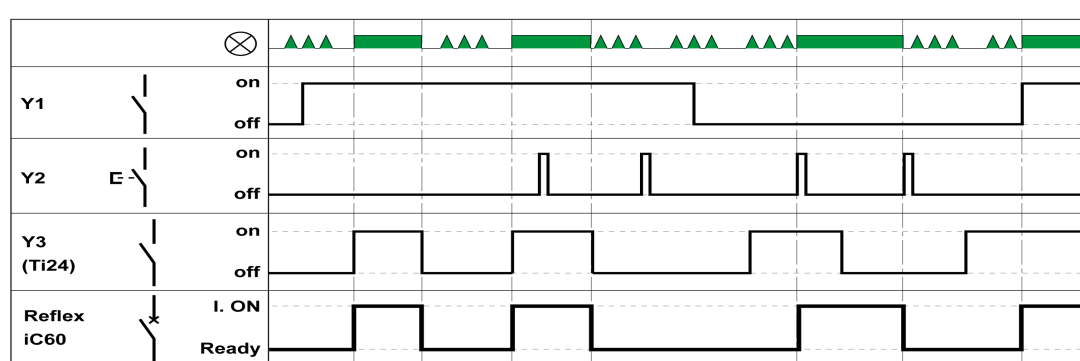 on
Y1
off
on
Y2
off
on
Y3
(Ti24)
off
I. ON
Reflex
iC60
Ready